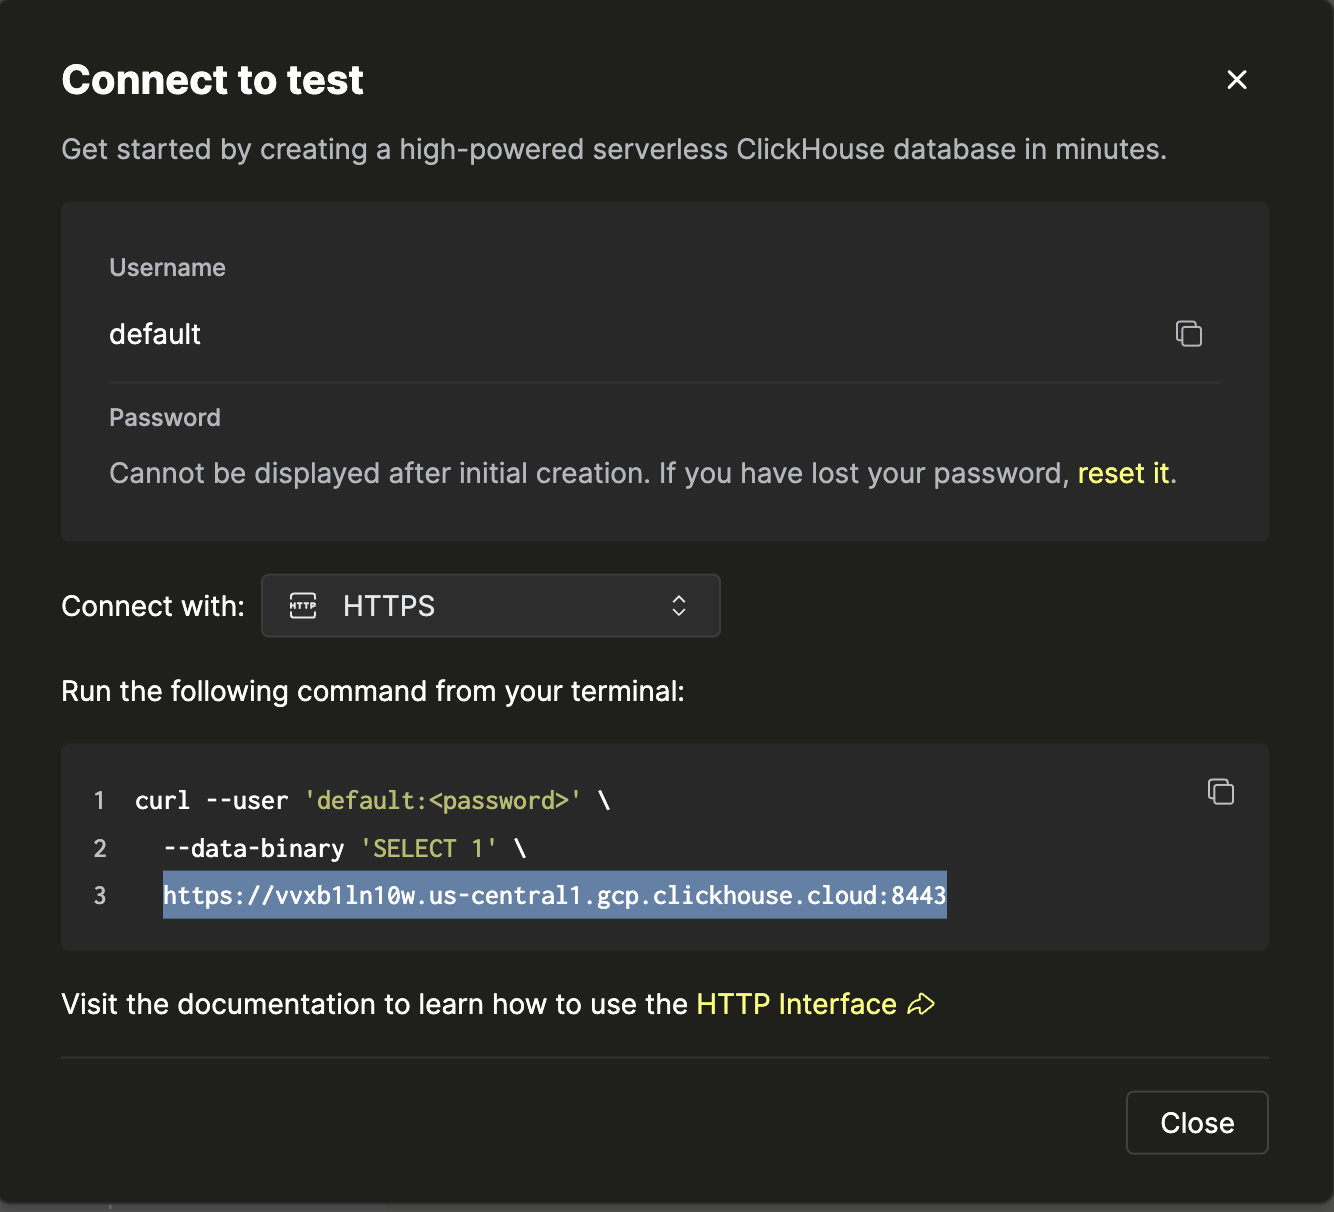 Connect to test
Get started by creating a high-powered serverless ClickHouse database in minutes.
Username
default
Password
Cannot be displayed after initial creation. If you have lost your password, reset it.
Connect with: HTTP HTTPS
Run the following command from your terminal:
1 curl --user 'default:<password>' \
2 --data-binary 'SELECT 1' \
3 https://vvxb1ln10w.us-central1.gcp.clickhouse.cloud:8443
Visit the documentation to learn how to use the HTTP Interface
Close